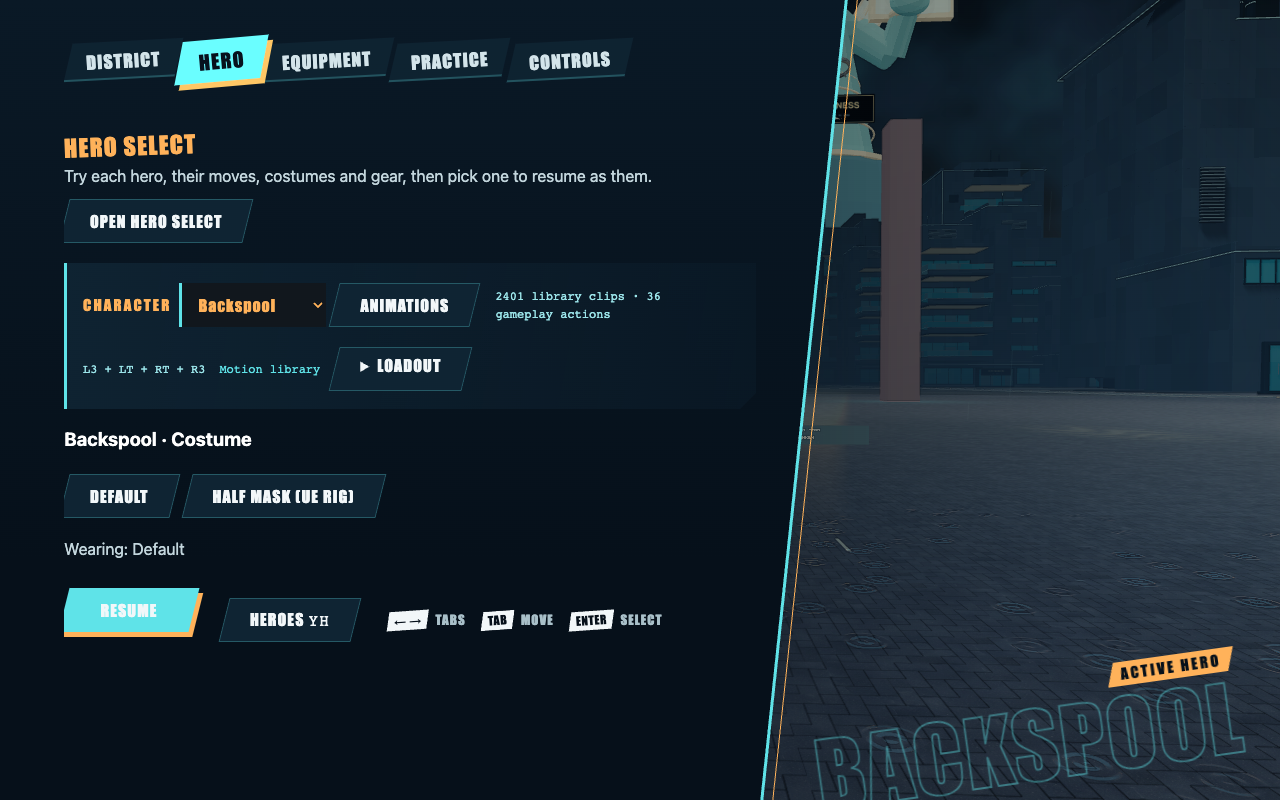 DISTRICT
HERO
EQUIPMENT
PRACTICE
CONTROLS
HERO SELECT
Try each hero, their moves, costumes and gear, then pick one to resume as them.
OPEN HERO SELECT
CHARACTER
Backspool
ANIMATIONS
2401 library clips · 36
gameplay actions
L3 + LT + RT + R3 Motion library
▶ LOADOUT
Backspool · Costume
DEFAULT
HALF MASK (UE RIG)
Wearing: Default
RESUME
HEROES YH
←→ TABS
TAB MOVE
ENTER SELECT
NESS
ACTIVE HERO
BACKSPOOL